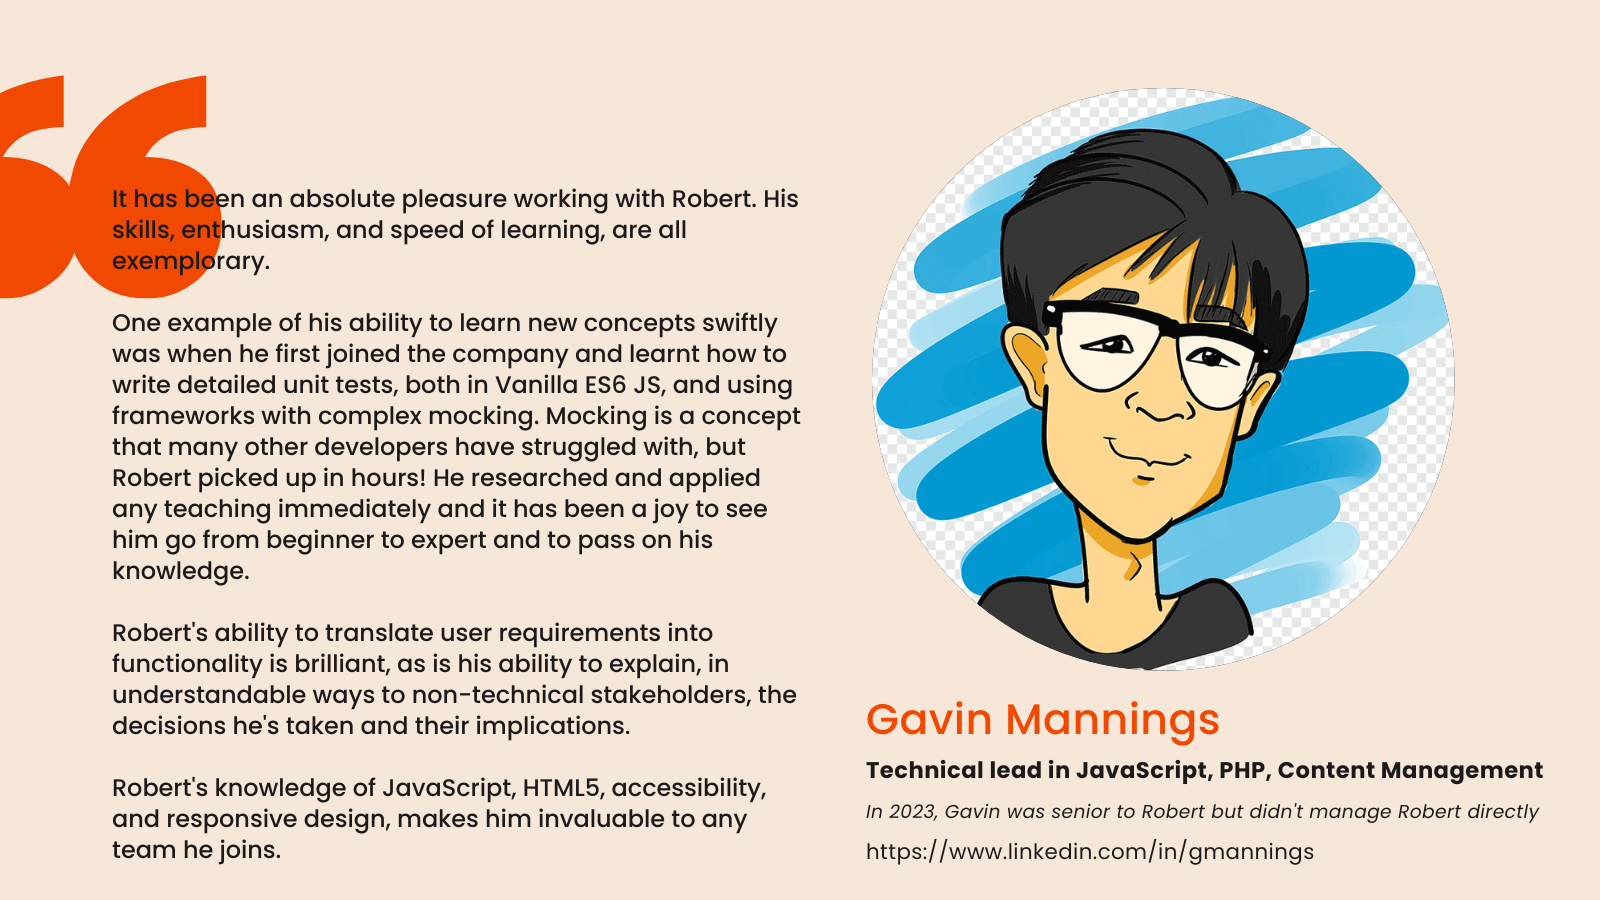 It has been an absolute pleasure working with Robert. His
skills, enthusiasm, and speed of learning, are all
exemplorary.
One example of his ability to learn new concepts swiftly
was when he first joined the company and learnt how to
write detailed unit tests, both in Vanilla ES6 JS, and using
frameworks with complex mocking. Mocking is a concept
that many other developers have struggled with, but
Robert picked up in hours! He researched and applied
any teaching immediately and it has been a joy to see
him go from beginner to expert and to pass on his
knowledge.
Robert's ability to translate user requirements into
functionality is brilliant, as is his ability to explain, in
understandable ways to non-technical stakeholders, the
decisions he's taken and their implications.
Robert's knowledge of JavaScript, HTML5, accessibility,
and responsive design, makes him invaluable to any
team he joins.
Gavin Mannings
Technical lead in JavaScript, PHP, Content Management
In 2023, Gavin was senior to Robert but didn't manage Robert directly
https://www.linkedin.com/in/gmannings